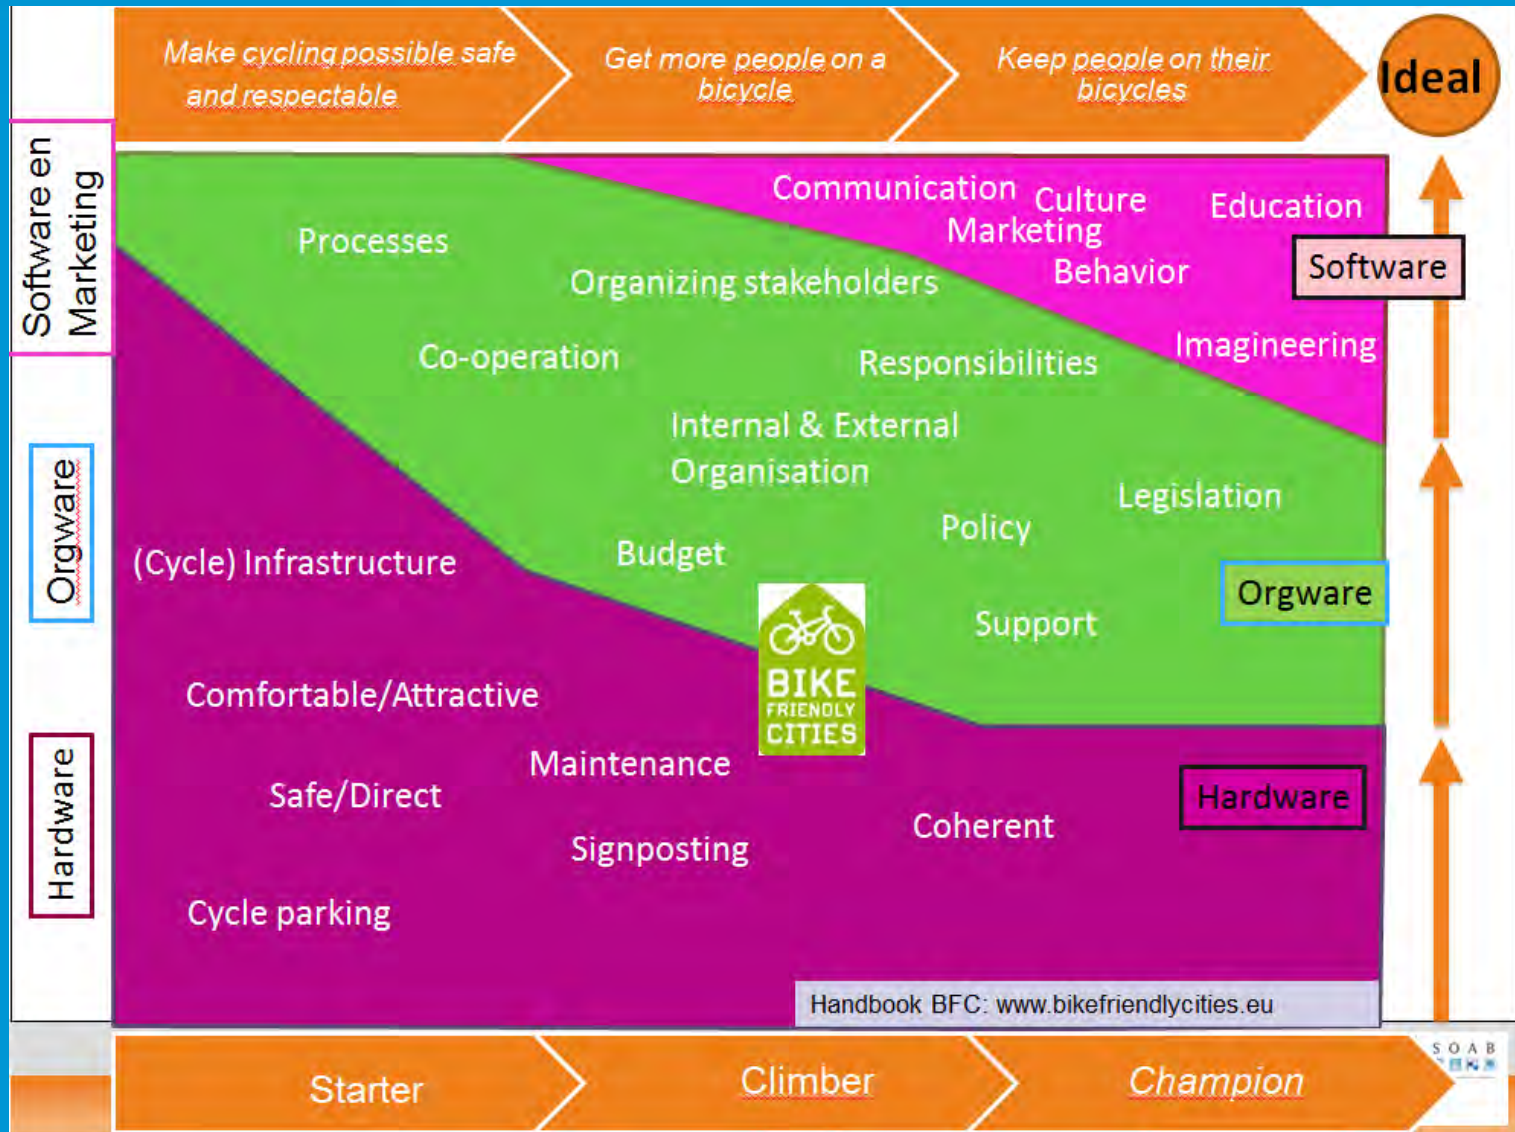 Make cycling possible safe
and respectable
Get more people on a
bicycle
Keep people on their
bicycles
Ideal
Software en
Marketing
Communication
Culture
Education
Marketing
Processes
Behavior
Software
Organizing stakeholders
Imagineering
Co-operation
Responsibilities
Internal & External
Organisation
Legislation
Policy
Orgware
Budget
(Cycle) Infrastructure
Orgware
Support
BIKE
FRIENDLY
CITIES
Comfortable/Attractive
Maintenance
Safe/Direct
Hardware
Hardware
Coherent
Signposting
Cycle parking
Handbook BFC: www.bikefriendlycities.eu
SOAB
Starter
Climber
Champion